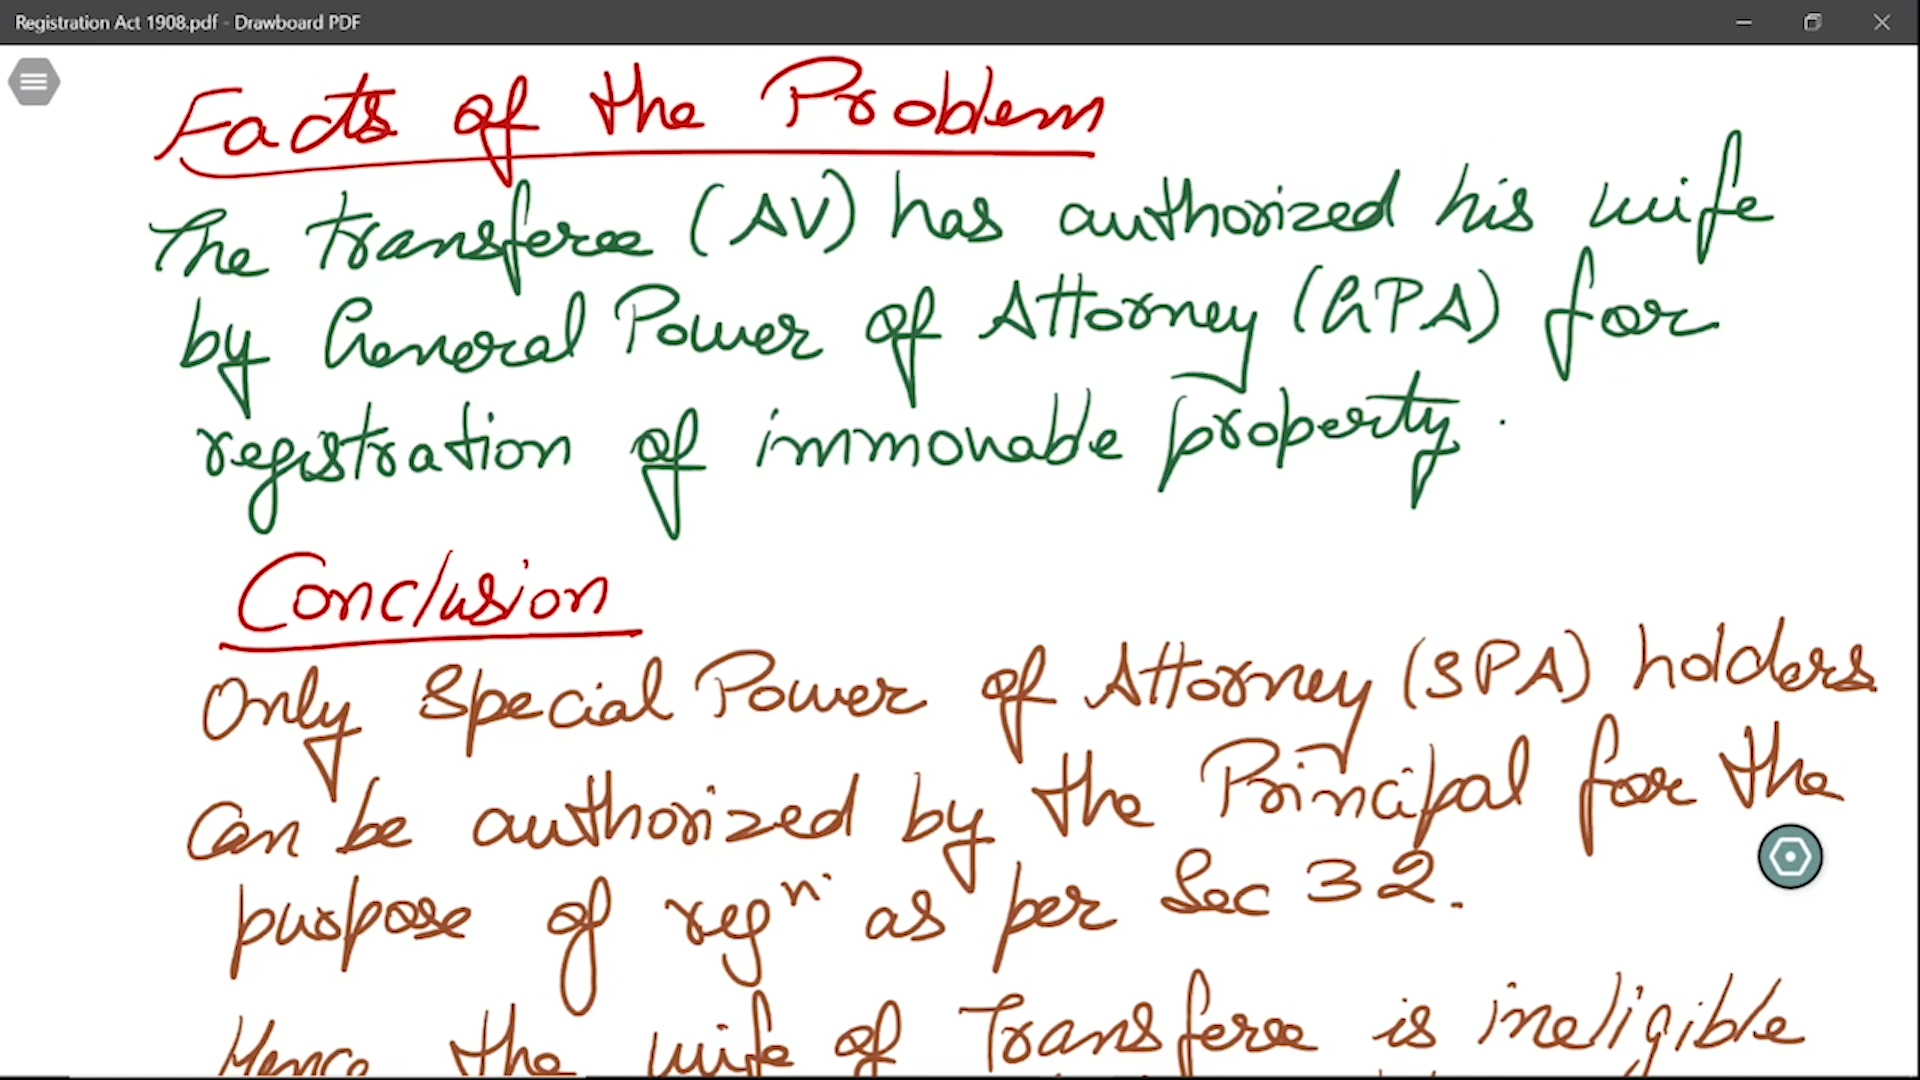 Registration Act 1908.pdf - Drawboard PDF
Facts of the Problem
The transferee (AV) has authorized his wife
by General Power of Attorney (GPA) for
registration of immovable property.
Conclusion
Only Special Power of Attorney (SPA) holders
can be authorized by the Principal for the
purpose of regn. as per Sec 32.
Hence the wife of Transferee is ineligible